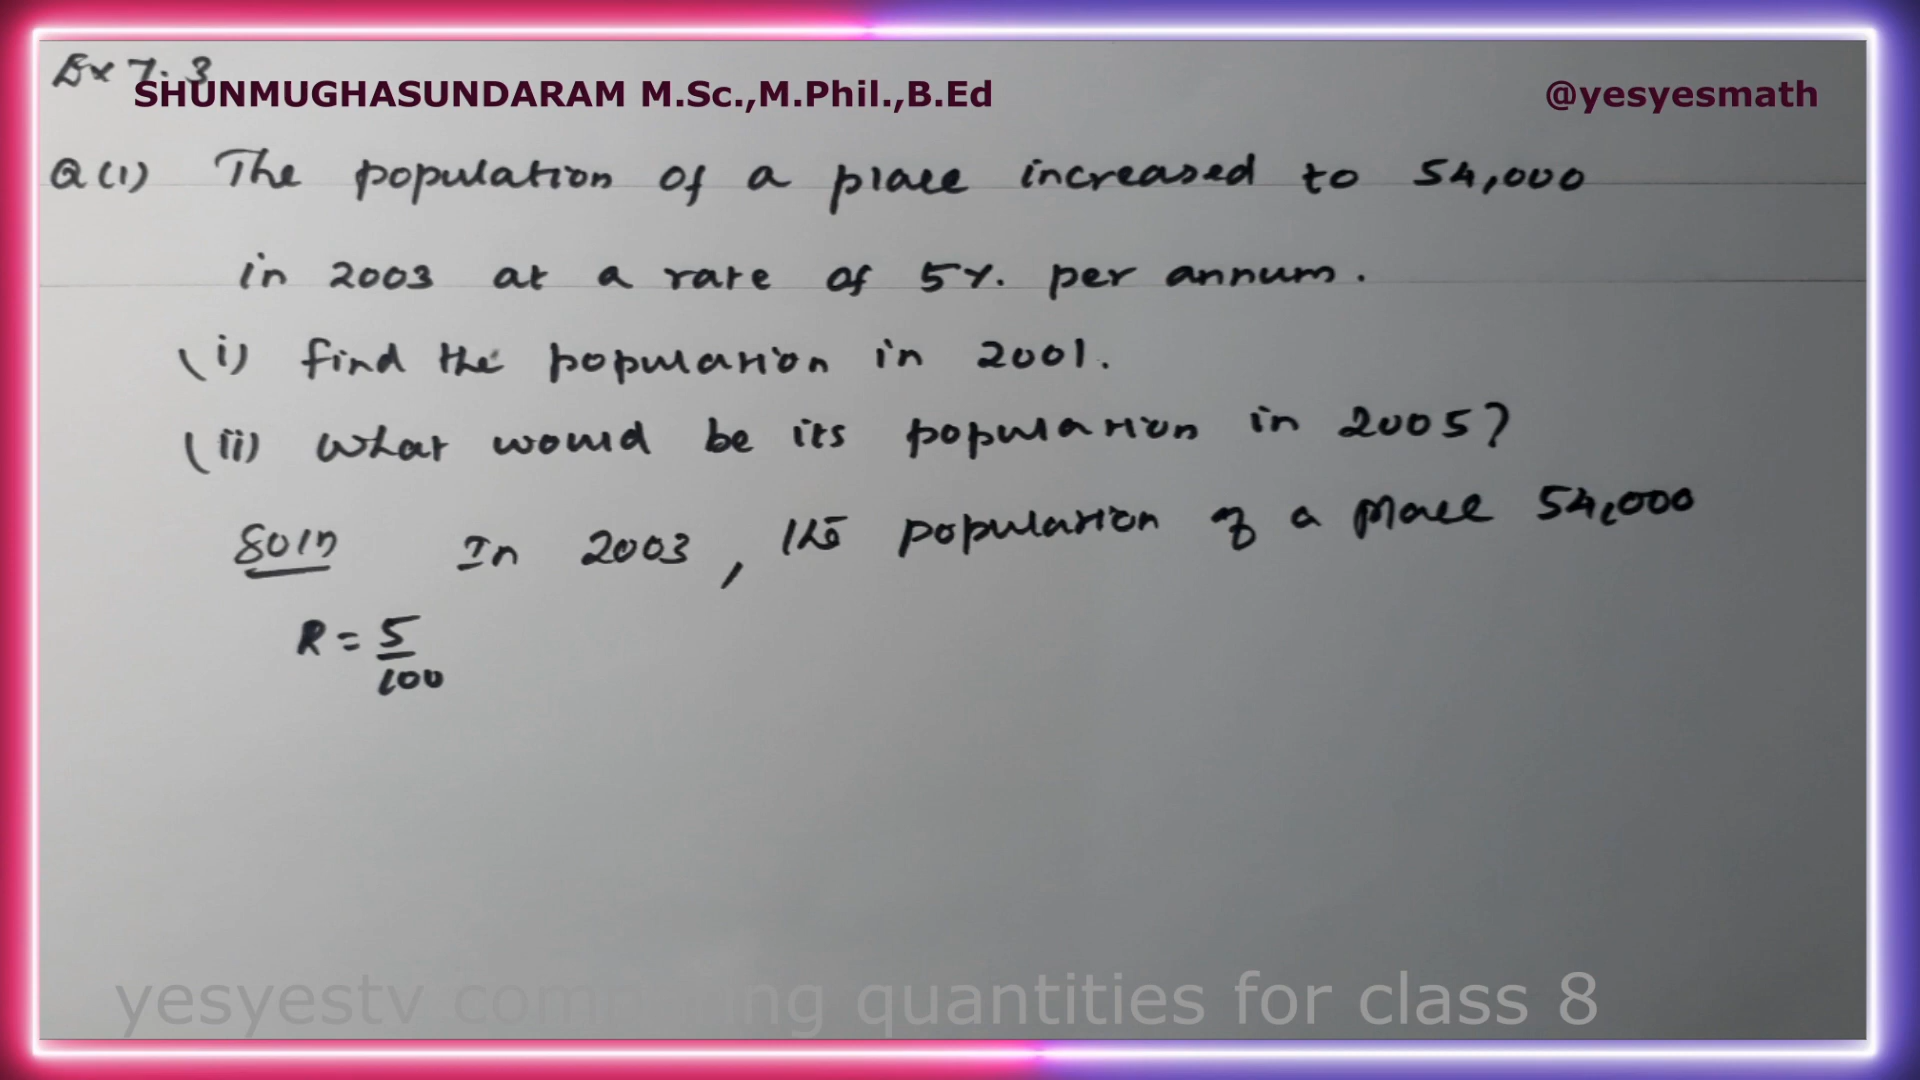 Ex 7.3
SHUNMUGHASUNDARAM M.Sc.,M.Phil.,B.Ed
@yesyesmath
Q(1) The population of a place increased to 54,000
in 2003 at a rate of 5%. per annum.
(i) find the population in 2001.
(ii) what would be its population in 2005?
Soln In 2003, the population of a place 54,000
R = 5/100
yesyestv comparing quantities for class 8